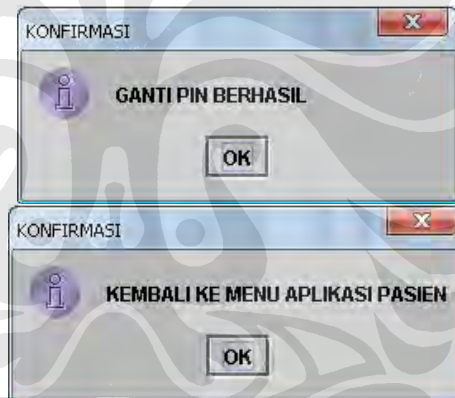 KONFIRMASI
GANTI PIN BERHASIL
OK
KONFIRMASI
KEMBALI KE MENU APLIKASI PASIEN
OK